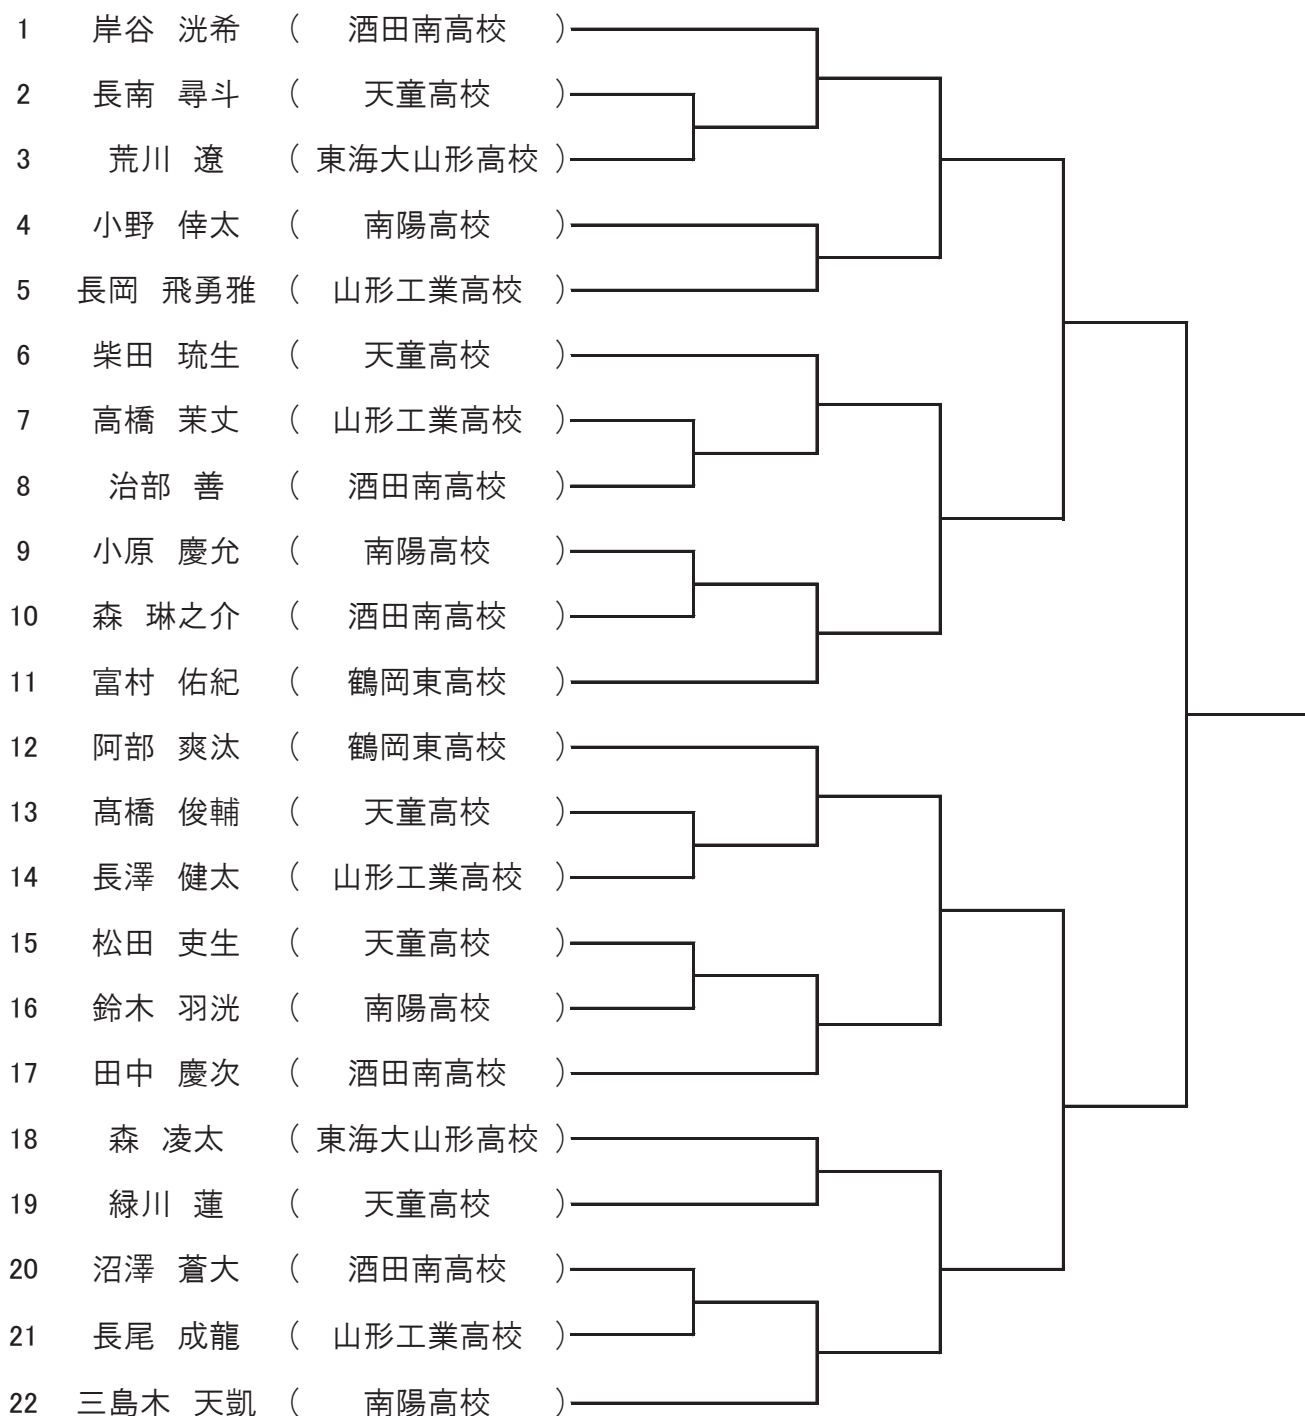 1 岸谷 洸希 ( 酒田南高校 )
2 長南 尋斗 ( 天童高校 )
3 荒川 遼 ( 東海大山形高校 )
4 小野 倖太 ( 南陽高校 )
5 長岡 飛勇雅 ( 山形工業高校 )
6 柴田 琉生 ( 天童高校 )
7 高橋 茉丈 ( 山形工業高校 )
8 治部 善 ( 酒田南高校 )
9 小原 慶允 ( 南陽高校 )
10 森 琳之介 ( 酒田南高校 )
11 富村 佑紀 ( 鶴岡東高校 )
12 阿部 爽汰 ( 鶴岡東高校 )
13 髙橋 俊輔 ( 天童高校 )
14 長澤 健太 ( 山形工業高校 )
15 松田 吏生 ( 天童高校 )
16 鈴木 羽洸 ( 南陽高校 )
17 田中 慶次 ( 酒田南高校 )
18 森 凌太 ( 東海大山形高校 )
19 緑川 蓮 ( 天童高校 )
20 沼澤 蒼大 ( 酒田南高校 )
21 長尾 成龍 ( 山形工業高校 )
22 三島木 天凱 ( 南陽高校 )